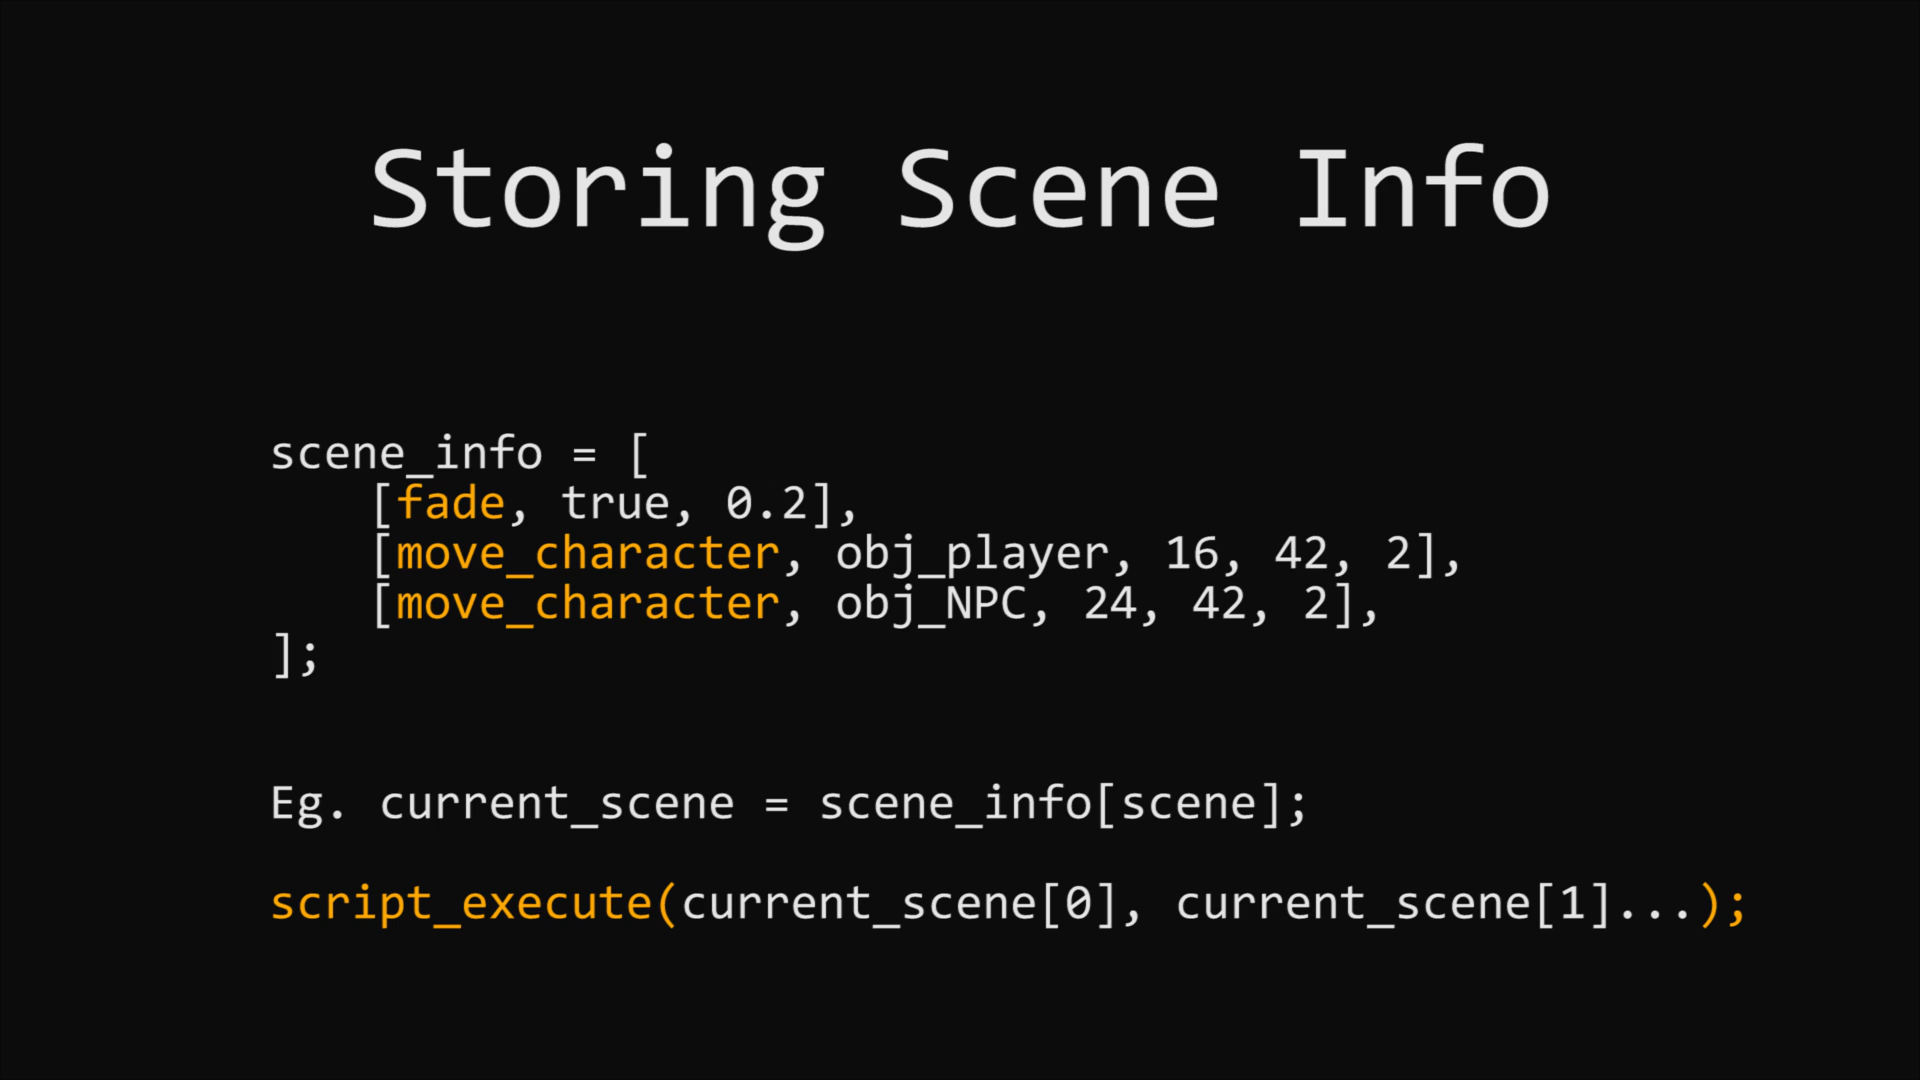 Storing Scene Info
scene_info = [
    [fade, true, 0.2],
    [move_character, obj_player, 16, 42, 2],
    [move_character, obj_NPC, 24, 42, 2],
];
Eg. current_scene = scene_info[scene];
script_execute(current_scene[0], current_scene[1]...);